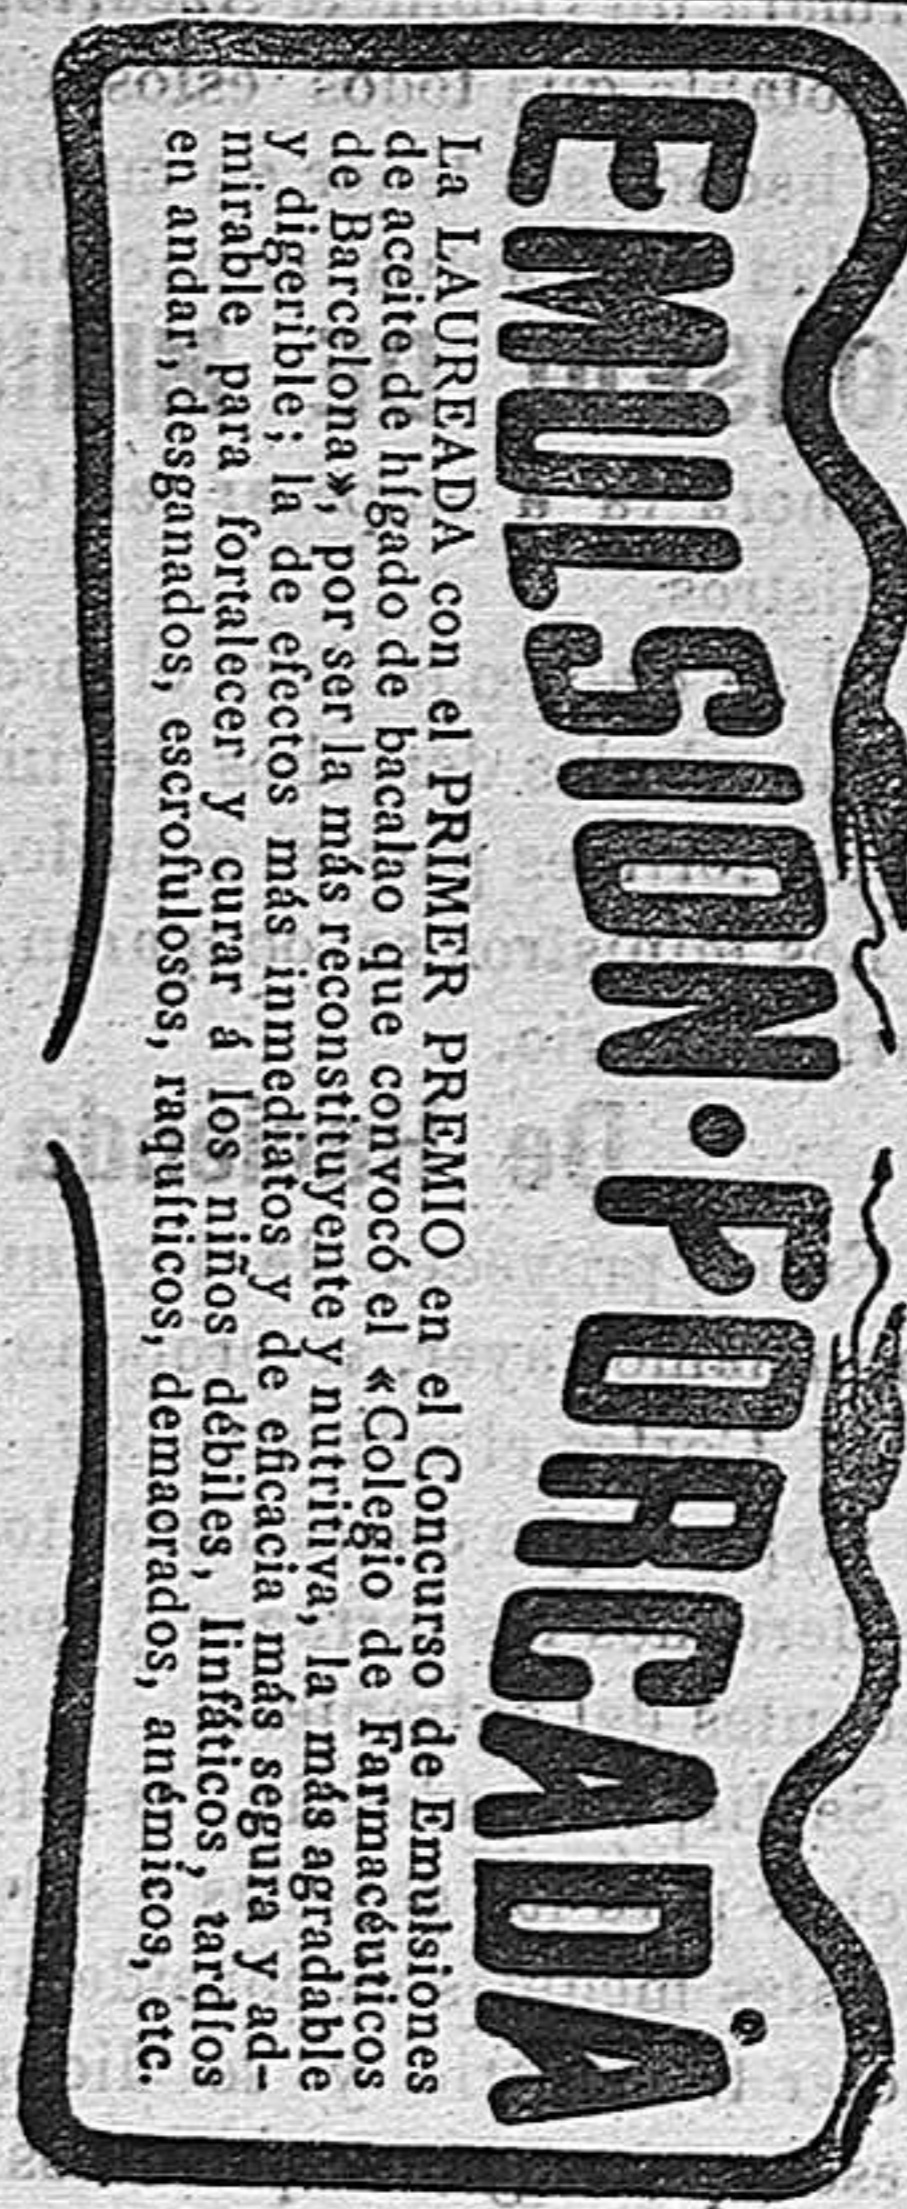 EMULSION·FORCADA
La LAUREADA con el PRIMER PREMIO en el Concurso de Emulsiones
de aceite de hígado de bacalao que convocó el «Colegio de Farmacéuticos
de Barcelona», por ser la más reconstituyente y nutritiva, la más agradable
y digerible; la de efectos más inmediatos y de eficacia más segura y ad-
mirable para fortalecer y curar á los niños débiles, linfáticos, tardíos
en andar, desganados, escrofulosos, raquíticos, demacrados, anémicos, etc.